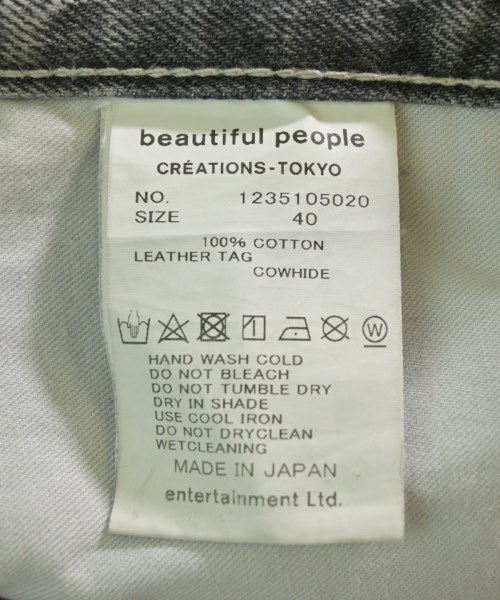 beautiful people
CRÉATIONS-TOKYO
NO. 1235105020
SIZE 40
100% COTTON
LEATHER TAG
COWHIDE
W
HAND WASH COLD
DO NOT BLEACH
DO NOT TUMBLE DRY
DRY IN SHADE
USE COOL IRON
DO NOT DRYCLEAN
WETCLEANING
MADE IN JAPAN
entertainment Ltd.